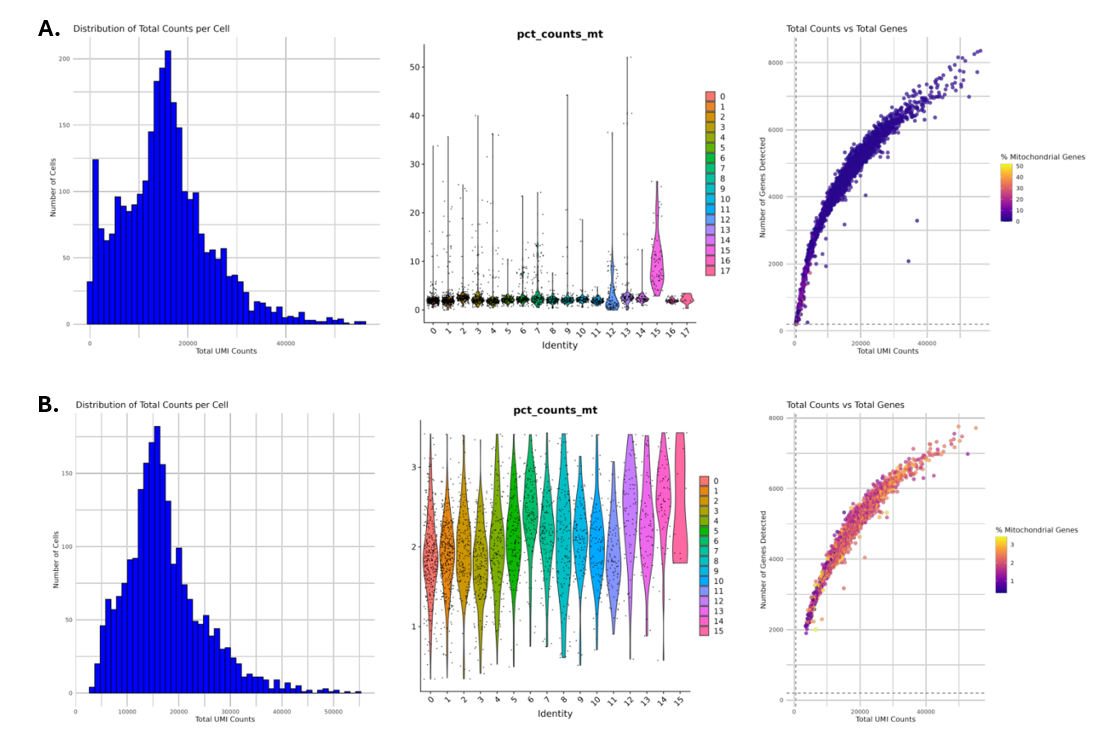 A.
Distribution of Total Counts per Cell
Number of Cells
200
150
100
50
0
0 20000 40000
Total UMI Counts
pct_counts_mt
50
40
30
20
10
0
0 1 2 3 4 5 6 7 8 9 10 11 12 13 14 15 16 17
Identity
0
1
2
3
4
5
6
7
8
9
10
11
12
13
14
15
16
17
Total Counts vs Total Genes
Number of Genes Detected
8000
6000
4000
2000
0
0 20000 40000
Total UMI Counts
% Mitochondrial Genes
50
40
30
20
10
0
B.
Distribution of Total Counts per Cell
Number of Cells
150
100
50
0
0 10000 20000 30000 40000 50000
Total UMI Counts
pct_counts_mt
3
2
1
0 1 2 3 4 5 6 7 8 9 10 11 12 13 14 15
Identity
0
1
2
3
4
5
6
7
8
9
10
11
12
13
14
15
Total Counts vs Total Genes
Number of Genes Detected
8000
6000
4000
2000
0
0 20000 40000
Total UMI Counts
% Mitochondrial Genes
3
2
1